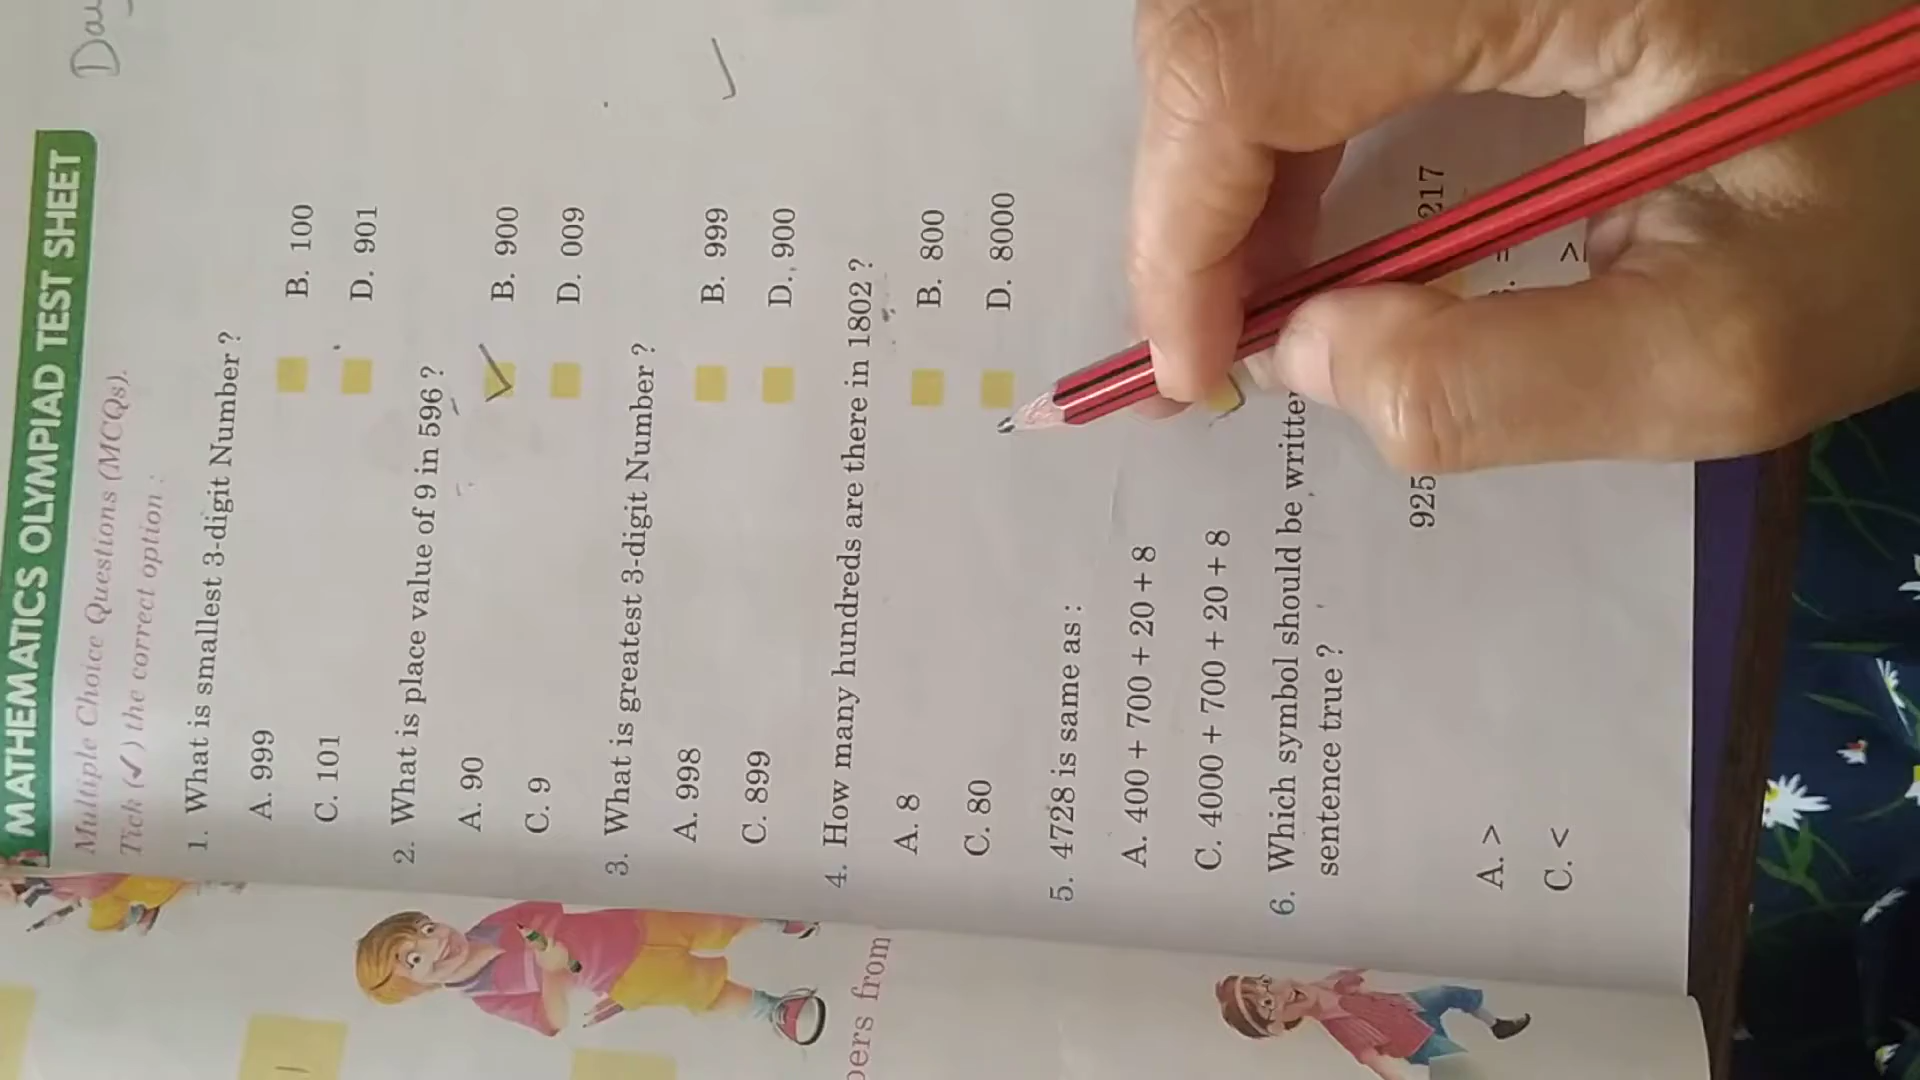 Day
MATHEMATICS OLYMPIAD TEST SHEET
Multiple Choice Questions (MCQs).
Tick (✓) the correct option :
1. What is smallest 3-digit Number ?
A. 999 B. 100
C. 101 D. 901
2. What is place value of 9 in 596 ?
A. 90 B. 900
C. 9 D. 009
3. What is greatest 3-digit Number ?
A. 998 B. 999
C. 899 D. 900
4. How many hundreds are there in 1802 ?
A. 8 B. 800
C. 80 D. 8000
5. 4728 is same as :
A. 400 + 700 + 20 + 8
C. 4000 + 700 + 20 + 8
6. Which symbol should be written
sentence true ?
925 217
A. > =
C. < >
from